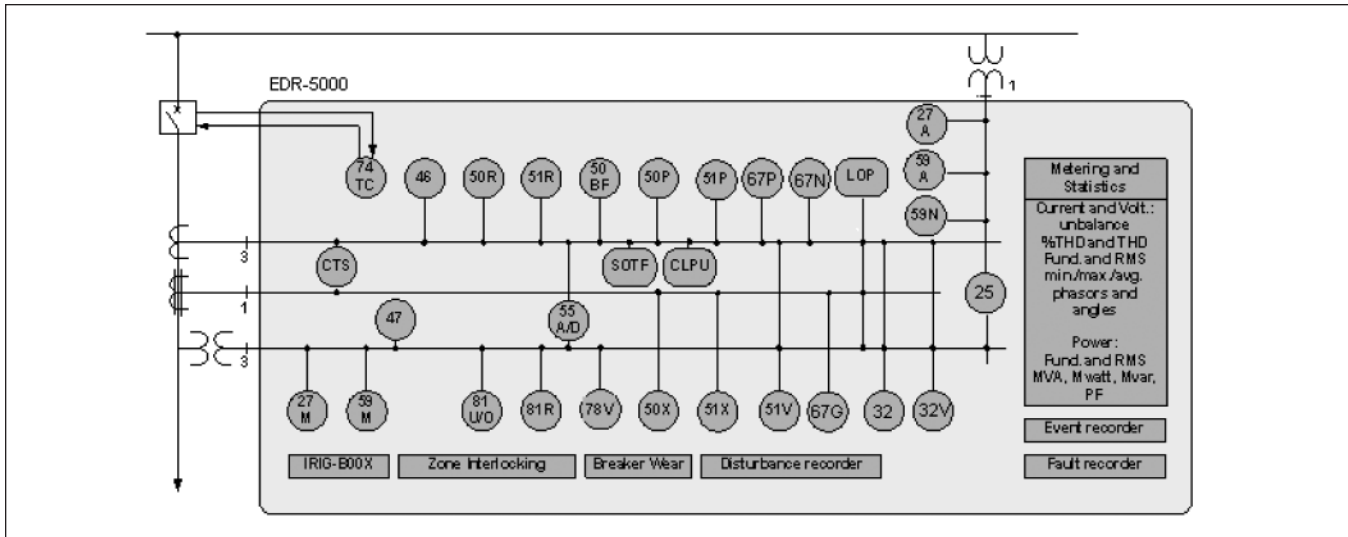 EDR-5000
1
27
A
74
TC
46
50R
51R
50
BF
50P
51P
67P
67N
LOP
59
A
59N
3
CTS
SOTF
CLPU
1
47
55
A/D
25
3
27
M
59
M
81
U/O
81R
78V
50X
51X
51V
67G
32
32V
IRIG-B00X
Zone Interlocking
Breaker Wear
Disturbance recorder
Metering and
Statistics
Current and Volt.:
unbalance
%THD and THD
Fund. and RMS
min./max./avg.
phasors and
angles
Power:
Fund. and RMS
MVA, Mwatt, Mvar,
PF
Event recorder
Fault recorder